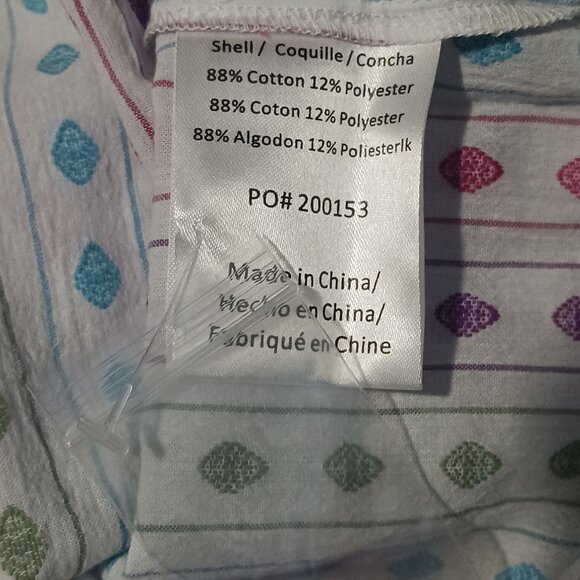 Shell / Coquille / Concha
88% Cotton 12% Polyester
88% Coton 12% Polyester
88% Algodon 12% Poliesterlk
PO# 200153
Made in China/
Hecho en China/
Fabriqué en Chine